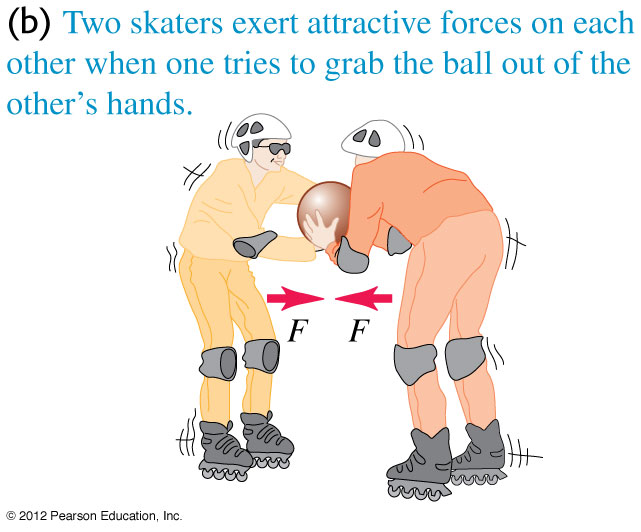 (b) Two skaters exert attractive forces on each
other when one tries to grab the ball out of the
other's hands.
F F
© 2012 Pearson Education, Inc.